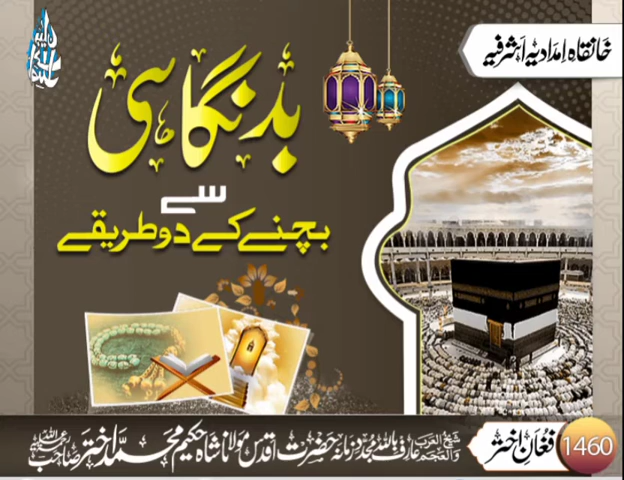 خانقاہ امدادیہ اشرفیہ
بدنگاہی
سے
بچنے کے دو طریقے
1460
فغانِ اختر
شیخ العرب والعجم عارف باللہ مجدد زمانہ حضرت اقدس مولانا شاہ حکیم محمد اختر صاحب